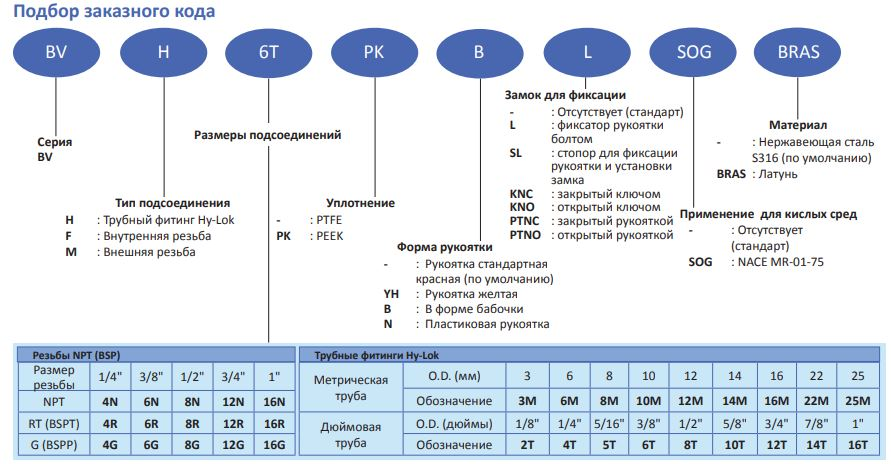 Подбор заказного кода
BV H 6T PK B L SOG BRAS
Серия
BV
Тип подсоединения
H : Трубный фитинг Hy-Lok
F : Внутренняя резьба
M : Внешняя резьба
Размеры подсоединений
Уплотнение
- : PTFE
PK : PEEK
Форма рукоятки
- : Рукоятка стандартная
красная (по умолчанию)
YH : Рукоятка желтая
B : В форме бабочки
N : Пластиковая рукоятка
Замок для фиксации
- : Отсутствует (стандарт)
L : фиксатор рукоятки
болтом
SL : стопор для фиксации
рукоятки и установки
замка
KNC : закрытый ключом
KNO : открытый ключом
PTNC : закрытый рукояткой
PTNO : открытый рукояткой
Применение для кислых сред
- : Отсутствует
(стандарт)
SOG : NACE MR-01-75
Материал
- : Нержавеющая сталь
S316 (по умолчанию)
BRAS : Латунь
Резьбы NPT (BSP)
Размер резьбы 1/4" 3/8" 1/2" 3/4" 1"
NPT 4N 6N 8N 12N 16N
RT (BSPT) 4R 6R 8R 12R 16R
G (BSPP) 4G 6G 8G 12G 16G
Трубные фитинги Hy-Lok
Метрическая труба
O.D. (мм) 3 6 8 10 12 14 16 22 25
Обозначение 3M 6M 8M 10M 12M 14M 16M 22M 25M
Дюймовая труба
O.D. (дюймы) 1/8" 1/4" 5/16" 3/8" 1/2" 5/8" 3/4" 7/8" 1"
Обозначение 2T 4T 5T 6T 8T 10T 12T 14T 16T